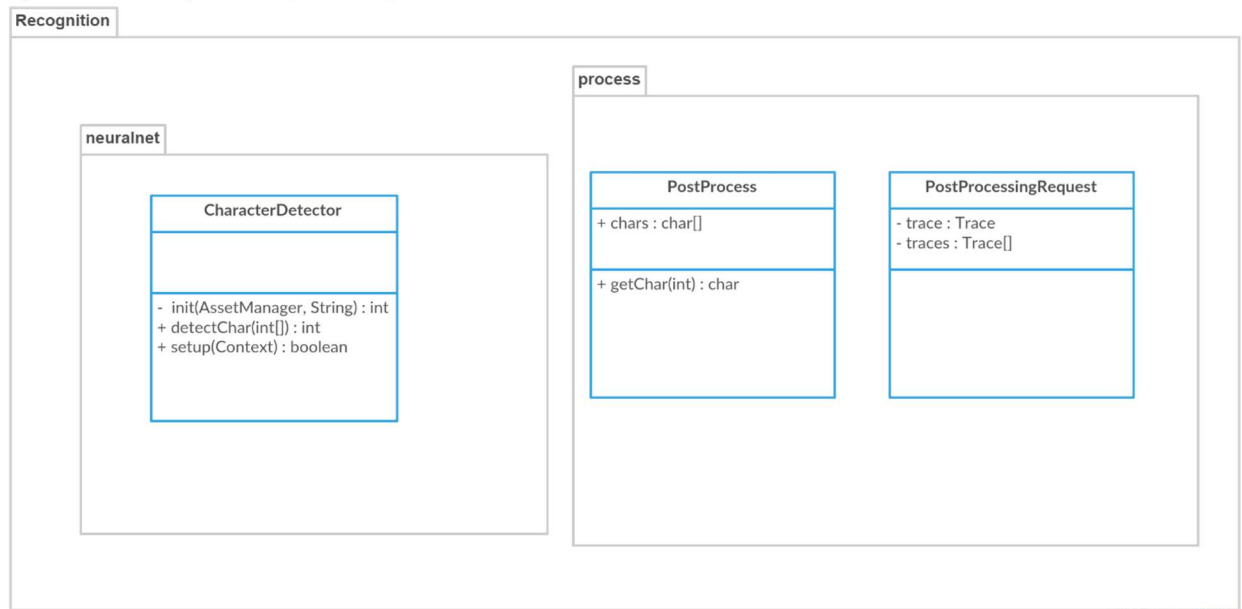 Recognition
process
neuralnet
CharacterDetector
- init(AssetManager, String) : int
+ detectChar(int[]) : int
+ setup(Context) : boolean
PostProcess
+ chars : char[]
+ getChar(int) : char
PostProcessingRequest
- trace : Trace
- traces : Trace[]